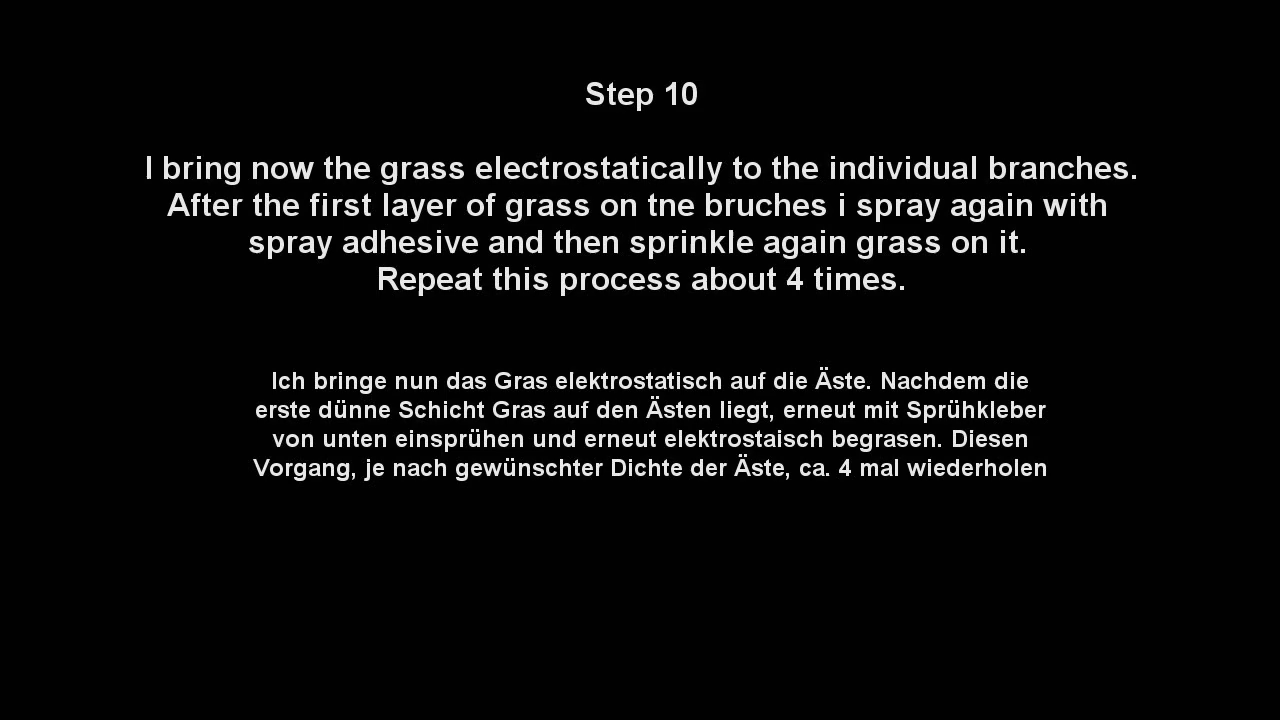 Step 10
I bring now the grass electrostatically to the individual branches.
After the first layer of grass on tne bruches i spray again with
spray adhesive and then sprinkle again grass on it.
Repeat this process about 4 times.
Ich bringe nun das Gras elektrostatisch auf die Äste. Nachdem die
erste dünne Schicht Gras auf den Ästen liegt, erneut mit Sprühkleber
von unten einsprühen und erneut elektrostaisch begrasen. Diesen
Vorgang, je nach gewünschter Dichte der Äste, ca. 4 mal wiederholen